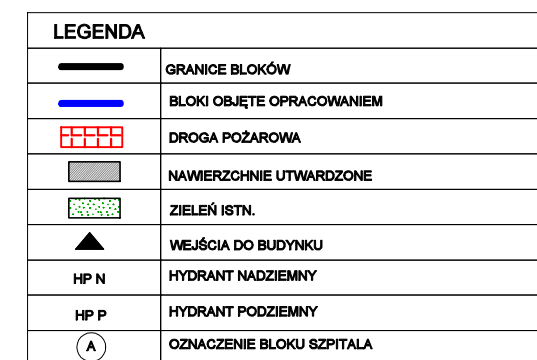 LEGENDA
GRANICE BLOKÓW
BLOKI OBJĘTE OPRACOWANIEM
DROGA POŻAROWA
NAWIERZCHNIE UTWARDZONE
ZIELEŃ ISTN.
WEJŚCIA DO BUDYNKU
HP N HYDRANT NADZIEMNY
HP P HYDRANT PODZIEMNY
A OZNACZENIE BLOKU SZPITALA